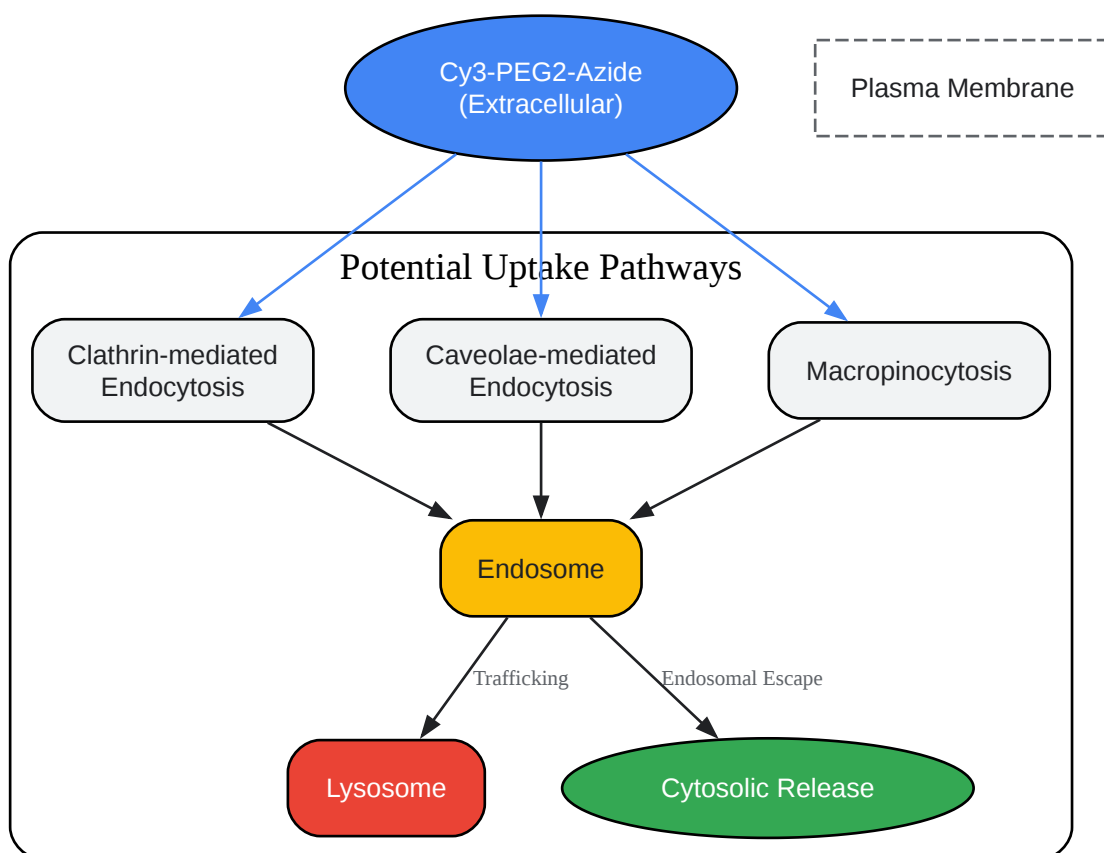 Cy3-PEG2-Azide
(Extracellular)
Plasma Membrane
Potential Uptake Pathways
Clathrin-mediated
Endocytosis
Caveolae-mediated
Endocytosis
Macropinocytosis
Endosome
Trafficking
Endosomal Escape
Lysosome
Cytosolic Release